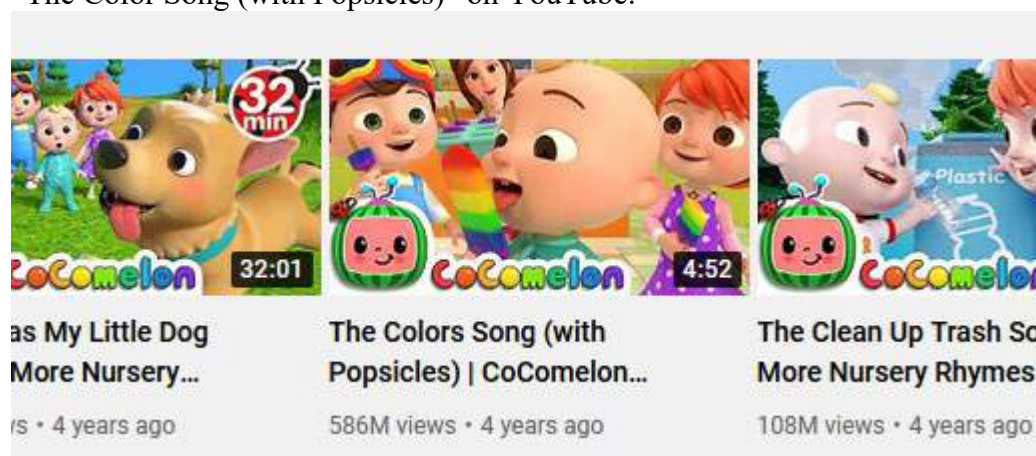 "The Color Song (with Popsicles)" on YouTube.
32
min
CoComelon
32:01
CoComelon
4:52
Plastic
CoComelon
as My Little Dog
More Nursery...
The Colors Song (with
Popsicles) | CoComelon...
The Clean Up Trash So
More Nursery Rhymes
vs • 4 years ago
586M views • 4 years ago
108M views • 4 years ago